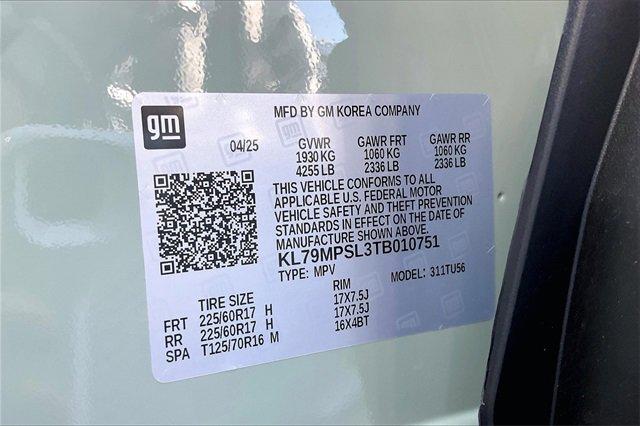 gm
MFD BY GM KOREA COMPANY
04/25 GVWR GAWR FRT GAWR RR
1930 KG 1060 KG 1060 KG
4255 LB 2336 LB 2336 LB
THIS VEHICLE CONFORMS TO ALL
APPLICABLE U.S. FEDERAL MOTOR
VEHICLE SAFETY AND THEFT PREVENTION
STANDARDS IN EFFECT ON THE DATE OF
MANUFACTURE SHOWN ABOVE.
KL79MPSL3TB010751
TYPE: MPV MODEL: 311TU56
TIRE SIZE RIM
FRT 225/60R17 H 17X7.5J
RR 225/60R17 H 17X7.5J
SPA T125/70R16 M 16X4BT